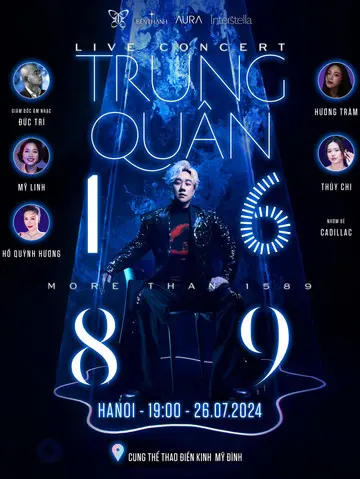 BẾN THÀNH
AURA
Interstella
LIVE CONCERT
TRUNG
QUÂN
GIÁM ĐỐC ÂM NHẠC
ĐỨC TRÍ
MỸ LINH
HỒ QUỲNH HƯƠNG
HƯƠNG TRÀM
THÙY CHI
NHÓM BÈ
CADILLAC
1 6
MORE THAN 1589
8 9
HANOI - 19:00 - 26.07.2024
CUNG THỂ THAO ĐIỀN KINH MỸ ĐÌNH